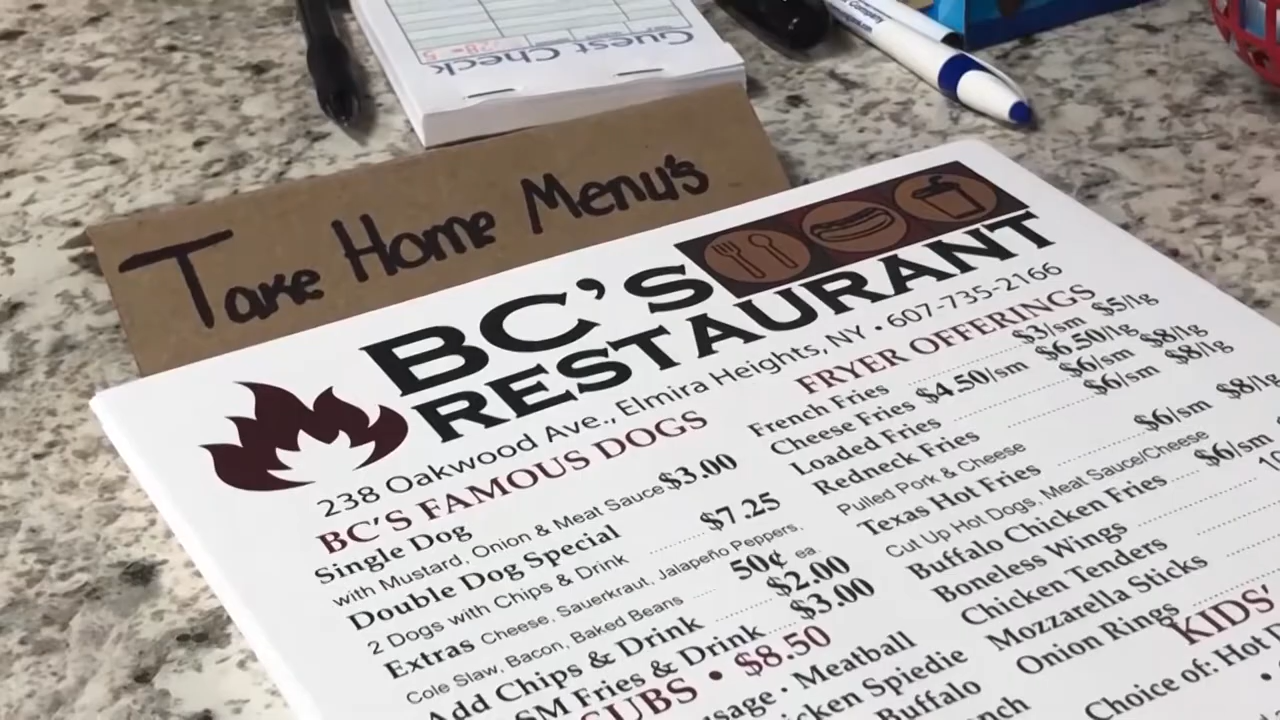 Guest Check
Company
Take Home Menu's
BC'S
RESTAURANT
238 Oakwood Ave., Elmira Heights, NY • 607-735-2166
BC'S FAMOUS DOGS
Single Dog $3.00
with Mustard, Onion & Meat Sauce
Double Dog Special $7.25
2 Dogs with Chips & Drink
Extras Cheese, Sauerkraut, Jalapeño Peppers, 50¢ ea.
Cole Slaw, Bacon, Baked Beans
Add Chips & Drink $2.00
SM Fries & Drink $3.00
SUBS • $8.50
Meatball
Spiedie
Buffalo
FRYER OFFERINGS
French Fries $3/sm $5/lg
Cheese Fries $4.50/sm $6.50/lg
Loaded Fries $6/sm $8/lg
Redneck Fries $6/sm $8/lg
Pulled Pork & Cheese
Texas Hot Fries $6/sm $8/lg
Cut Up Hot Dogs, Meat Sauce/Cheese
Buffalo Chicken Fries $6/sm
Boneless Wings
Chicken Tenders
Mozzarella Sticks
Onion Rings
KIDS'
Choice of: Hot